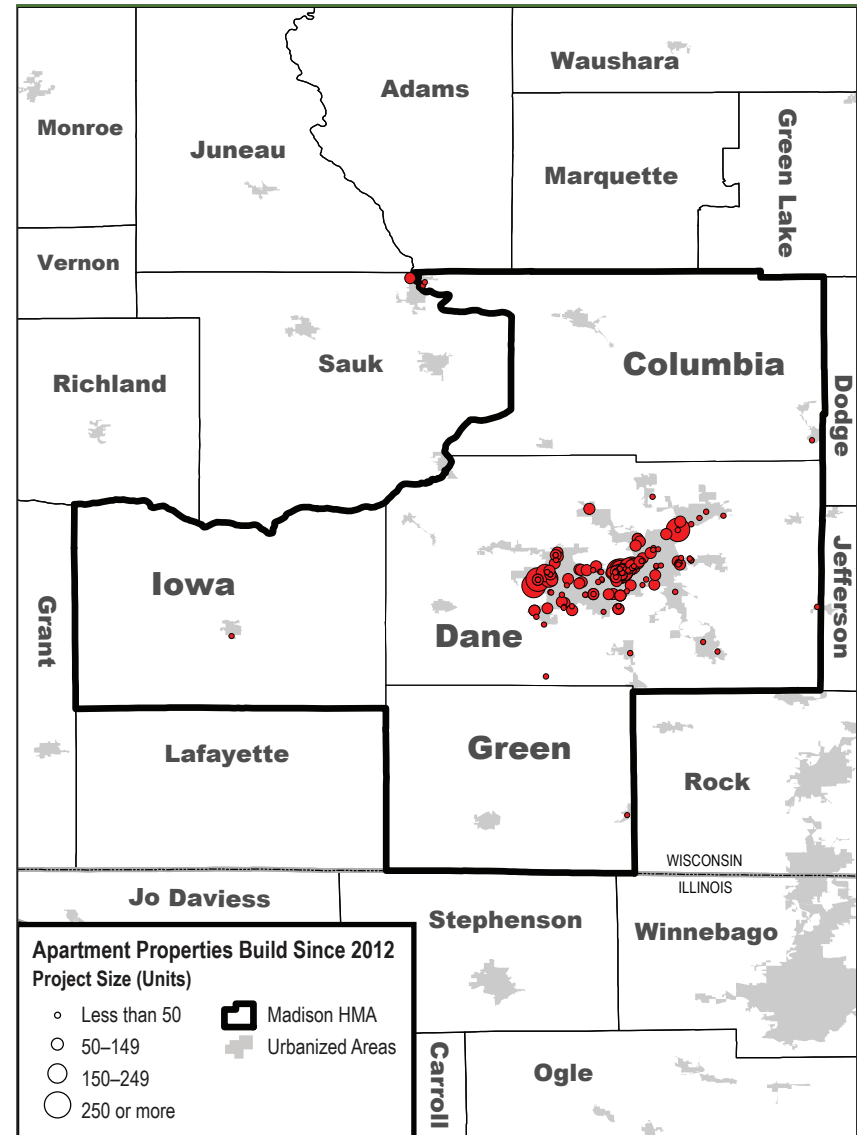 Waushara
Adams
Monroe
Juneau
Green Lake
Marquette
Vernon
Sauk
Columbia
Richland
Dodge
Iowa
Grant
Dane
Jefferson
Lafayette
Green
Rock
WISCONSIN
ILLINOIS
Jo Daviess
Stephenson
Winnebago
Apartment Properties Build Since 2012
Project Size (Units)
Less than 50
50–149
150–249
250 or more
Madison HMA
Urbanized Areas
Carroll
Ogle